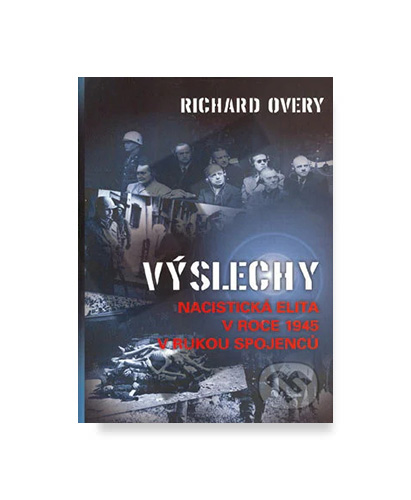 RICHARD OVERY
VÝSLECHY
NACISTICKÁ ELITA
V ROCE 1945
V RUKOU SPOJENCŮ